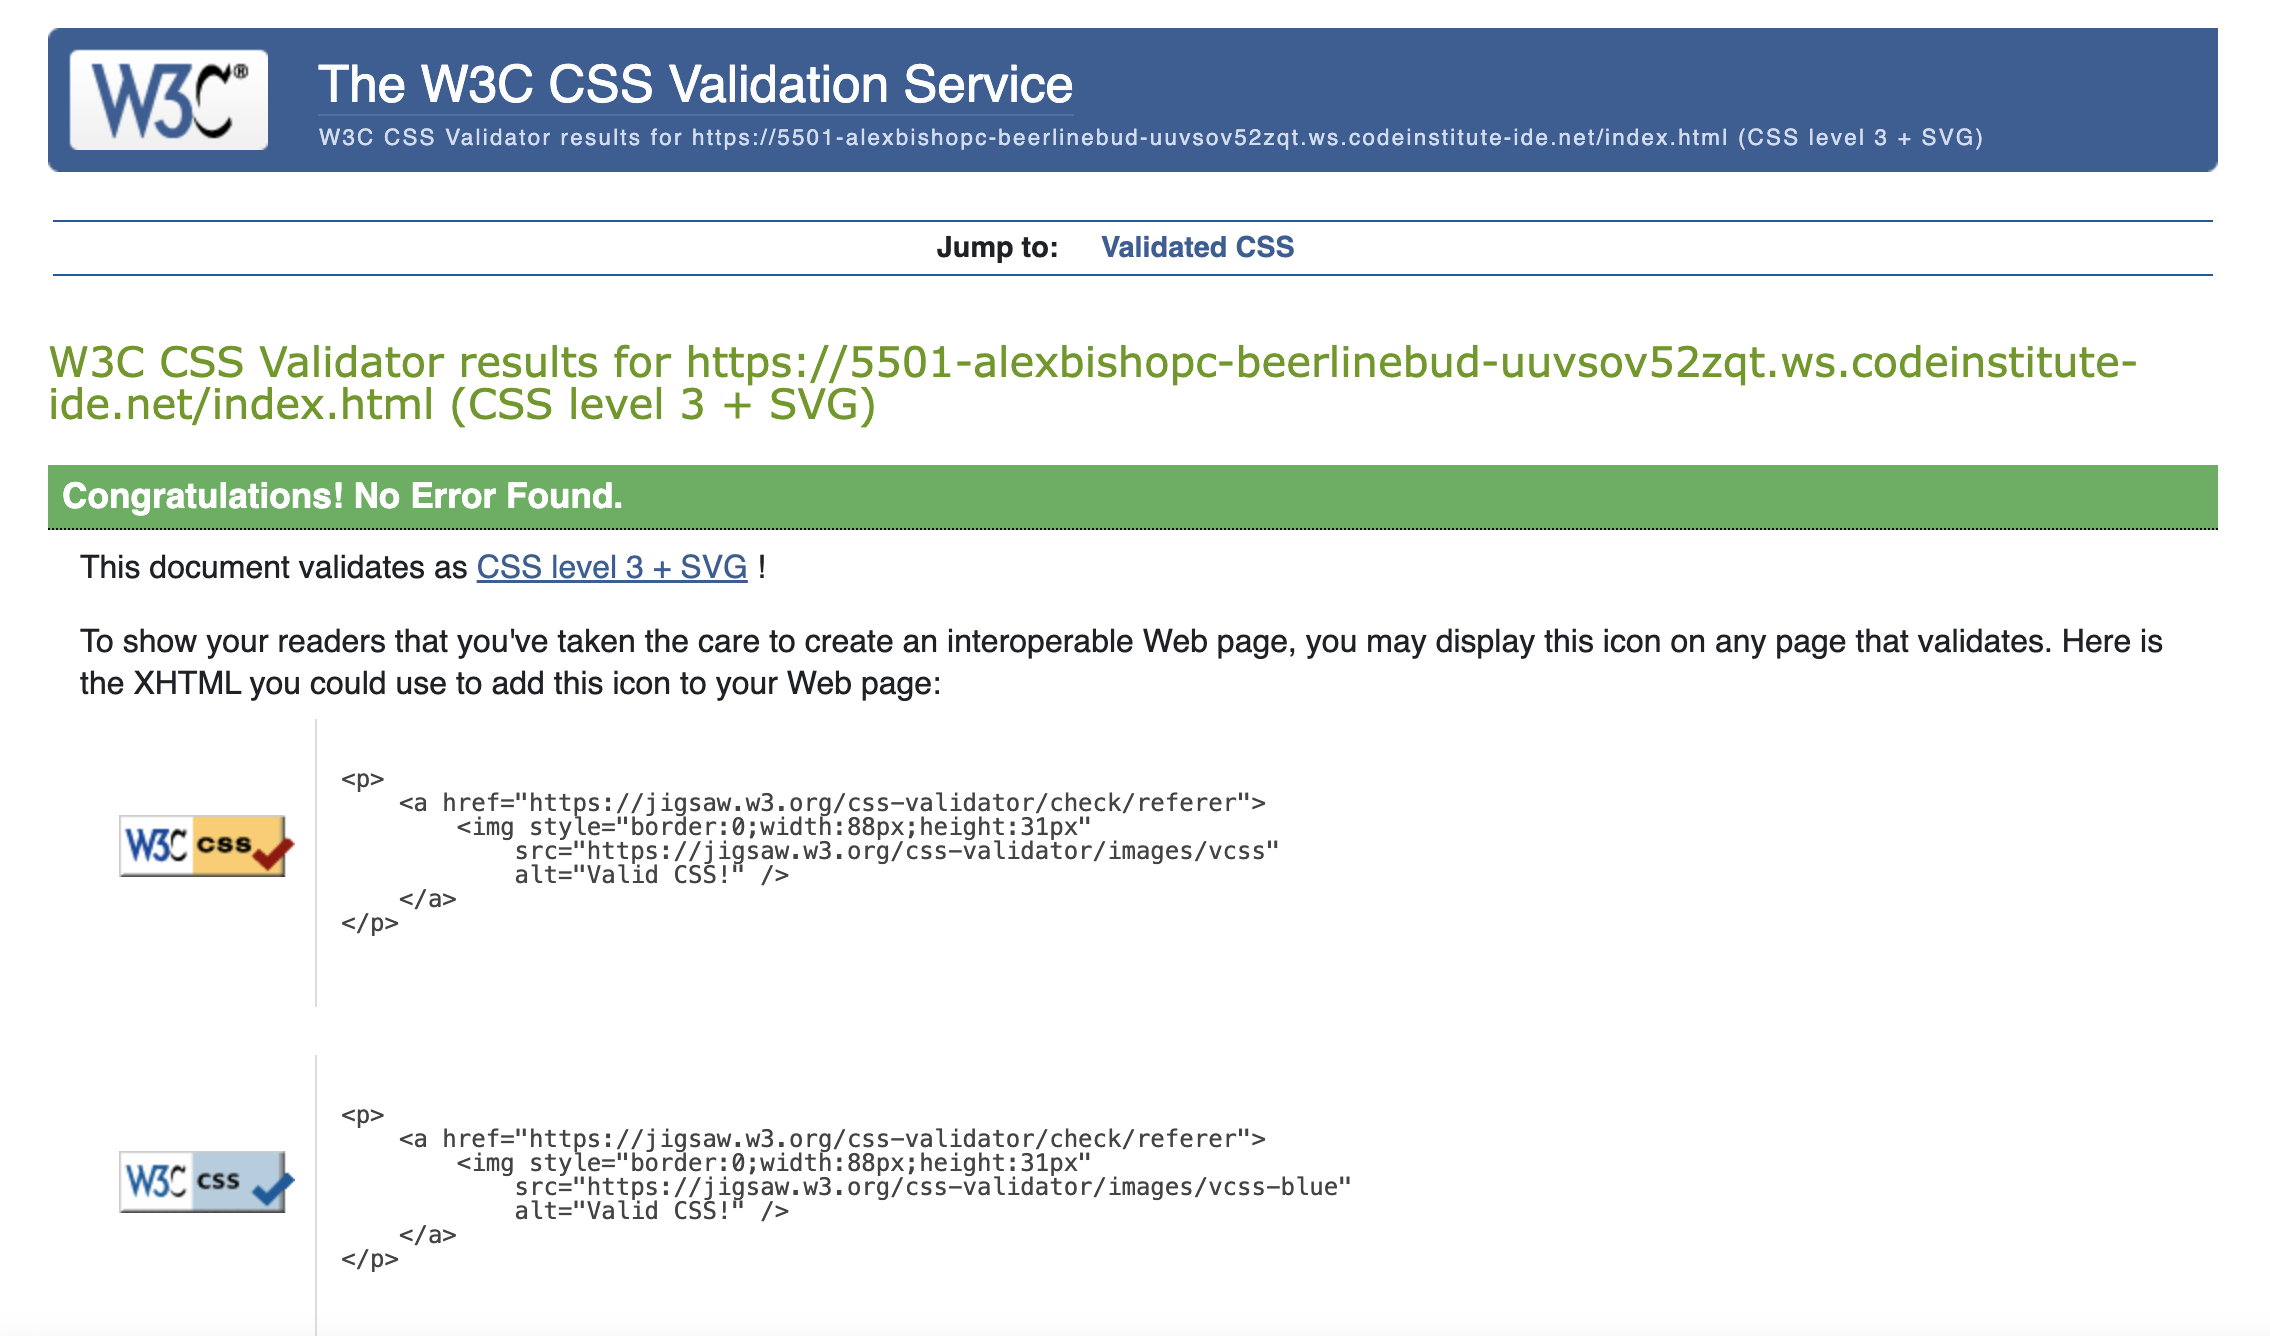 W3C®
The W3C CSS Validation Service
W3C CSS Validator results for https://5501-alexbishopc-beerlinebud-uuvsov52zqt.ws.codeinstitute-ide.net/index.html (CSS level 3 + SVG)
Jump to: Validated CSS
W3C CSS Validator results for https://5501-alexbishopc-beerlinebud-uuvsov52zqt.ws.codeinstitute-
ide.net/index.html (CSS level 3 + SVG)
Congratulations! No Error Found.
This document validates as CSS level 3 + SVG !
To show your readers that you've taken the care to create an interoperable Web page, you may display this icon on any page that validates. Here is
the XHTML you could use to add this icon to your Web page:
W3C css
<p>
<a href="https://jigsaw.w3.org/css-validator/check/referer">
<img style="border:0;width:88px;height:31px"
src="https://jigsaw.w3.org/css-validator/images/vcss"
alt="Valid CSS!" />
</a>
</p>
W3C css
<p>
<a href="https://jigsaw.w3.org/css-validator/check/referer">
<img style="border:0;width:88px;height:31px"
src="https://jigsaw.w3.org/css-validator/images/vcss-blue"
alt="Valid CSS!" />
</a>
</p>